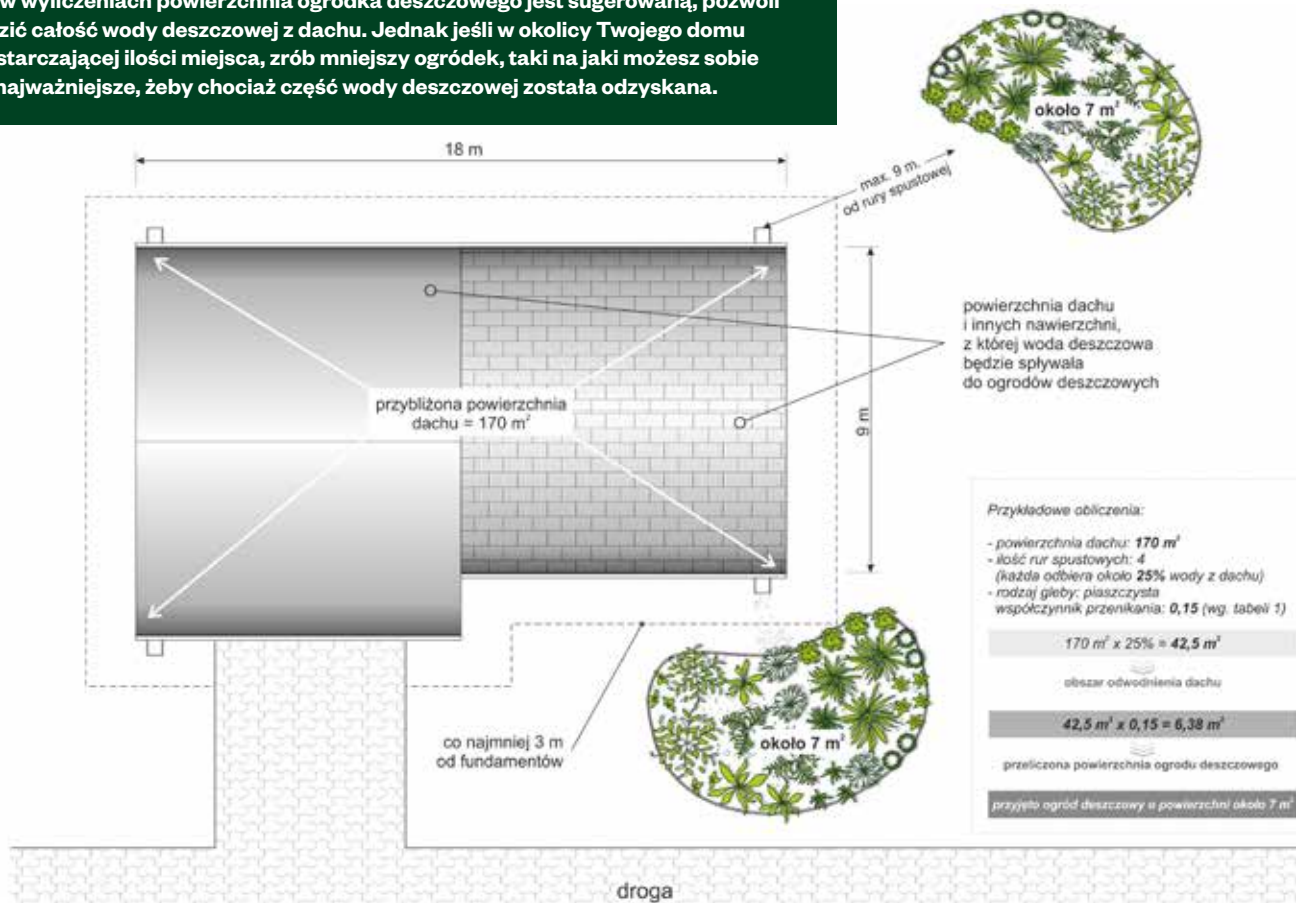 w wyliczeniach powierzchnia ogródka deszczowego jest sugerowaną, pozwoli
zić całość wody deszczowej z dachu. Jednak jeśli w okolicy Twojego domu
starczającej ilości miejsca, zrób mniejszy ogródek, taki na jaki możesz sobie
najważniejsze, żeby chociaż część wody deszczowej została odzyskana.
około 7 m²
18 m
max. 9 m.
od rury spustowej
powierzchnia dachu
i innych nawierzchni,
z której woda deszczowa
będzie spływała
do ogrodów deszczowych
przybliżona powierzchnia
dachu = 170 m²
9 m
Przykładowe obliczenia:
- powierzchnia dachu: 170 m²
- ilość rur spustowych: 4
(każda odbiera około 25% wody z dachu)
- rodzaj gleby: piaszczysta
współczynnik przenikania: 0,15 (wg. tabeli 1)
170 m² x 25% = 42,5 m²
obszar odwodnienia dachu
42,5 m² x 0,15 = 6,38 m²
przeliczona powierzchnia ogrodu deszczowego
przyjęto ogród deszczowy o powierzchni około 7 m²
co najmniej 3 m
od fundamentów
około 7 m²
droga